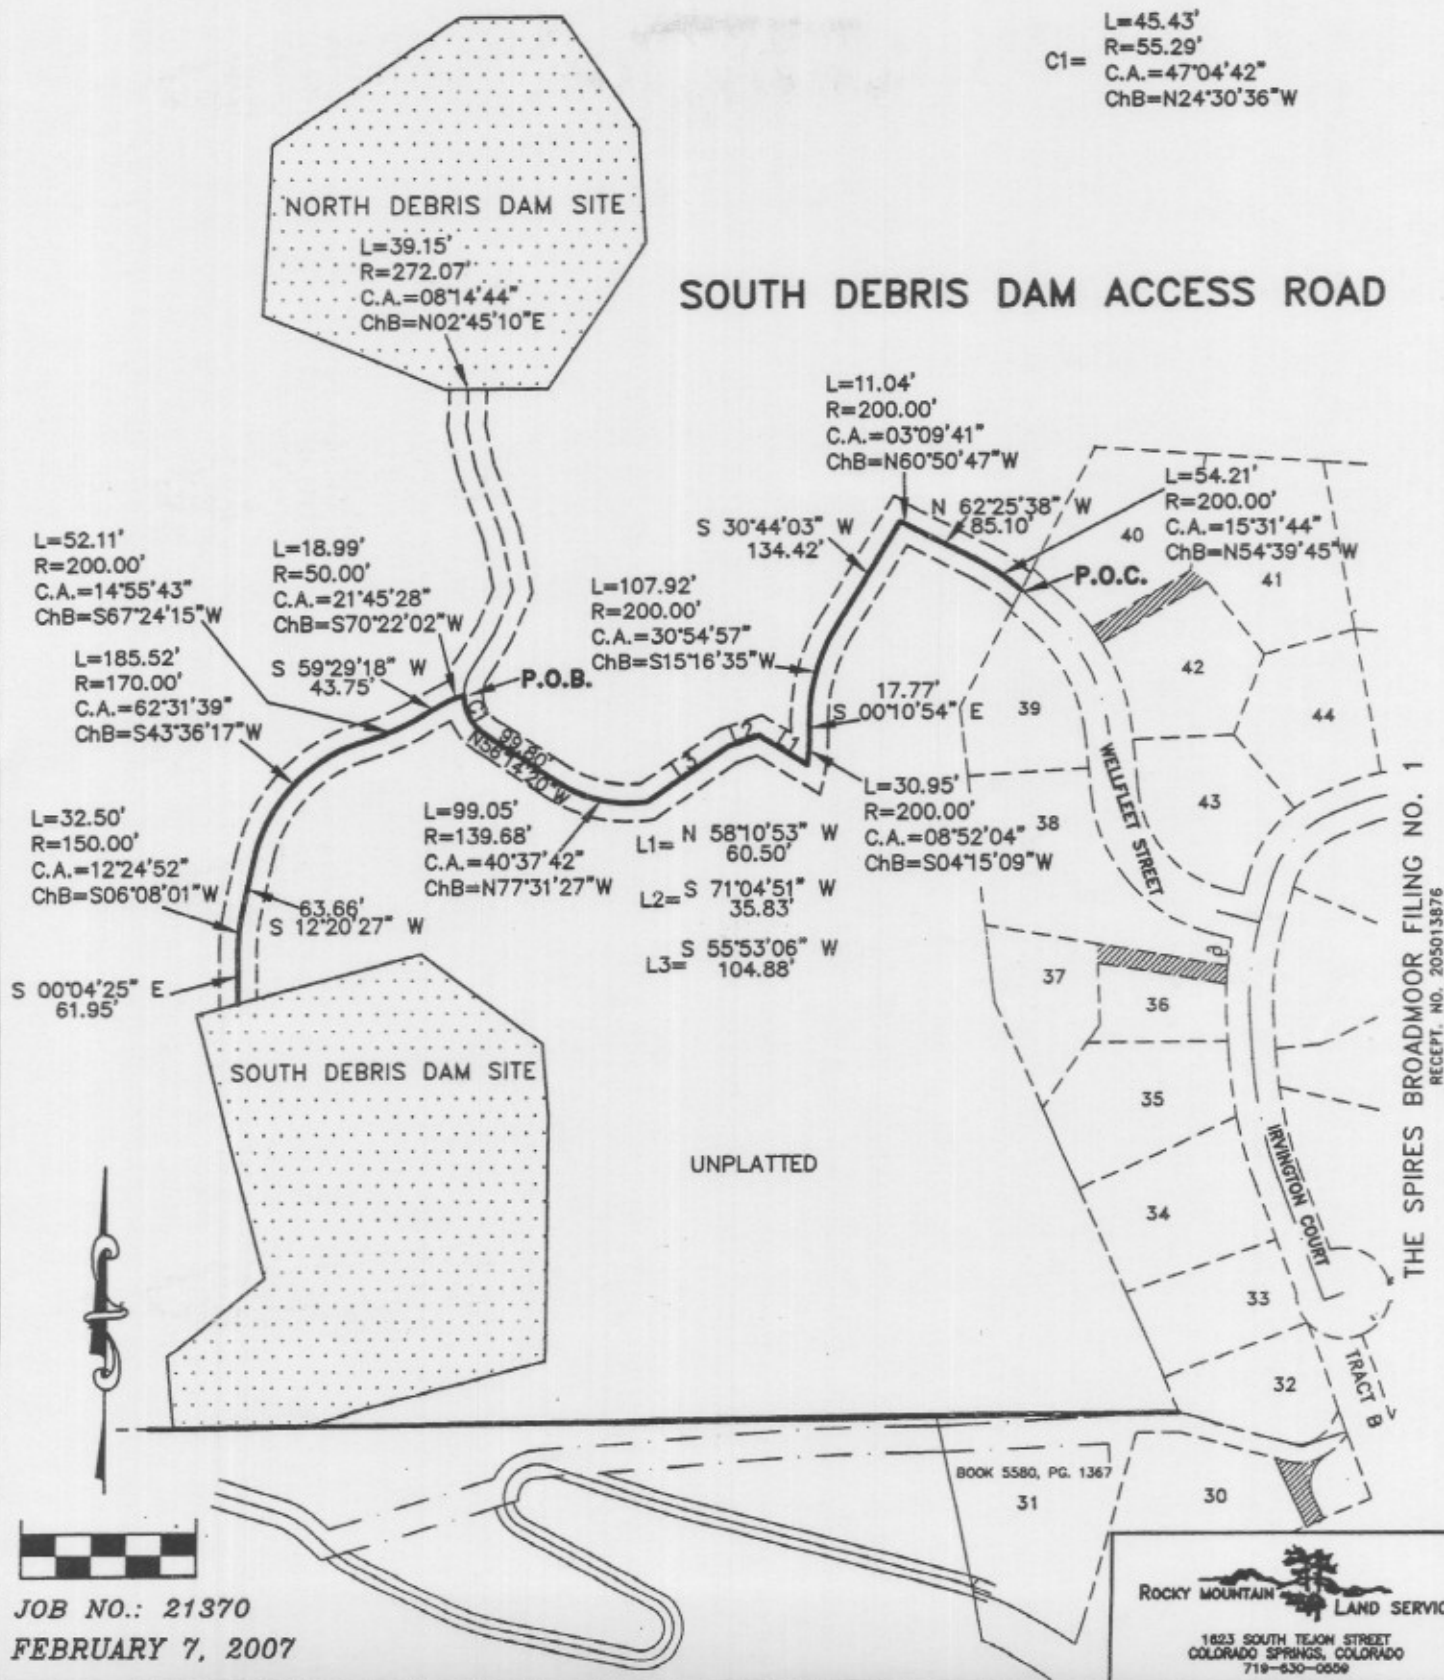 L=45.43'
R=55.29'
C1=
C.A.=47°04'42"
ChB=N24°30'36"W
NORTH DEBRIS DAM SITE
L=39.15'
R=272.07'
C.A.=08°14'44"
ChB=N02°45'10"E
SOUTH DEBRIS DAM ACCESS ROAD
L=11.04'
R=200.00'
C.A.=03°09'41"
ChB=N60°50'47"W
N 62°25'38" W
85.10'
L=54.21'
R=200.00'
C.A.=15°31'44"
ChB=N54°39'45"W
40
41
P.O.C.
S 30°44'03" W
134.42'
L=52.11'
R=200.00'
C.A.=14°55'43"
ChB=S67°24'15"W
L=18.99'
R=50.00'
C.A.=21°45'28"
ChB=S70°22'02"W
L=107.92'
R=200.00'
C.A.=30°54'57"
ChB=S15°16'35"W
L=185.52'
R=170.00'
C.A.=62°31'39"
ChB=S43°36'17"W
S 59°29'18" W
43.75'
P.O.B.
C1
99.80'
N58°14'20"W
L3
L2
L1
17.77'
S 00°10'54" E
39
42
44
43
38
WELLFLEET STREET
L=32.50'
R=150.00'
C.A.=12°24'52"
ChB=S06°08'01"W
L=99.05'
R=139.68'
C.A.=40°37'42"
ChB=N77°31'27"W
L1= N 58°10'53" W
60.50'
L2= S 71°04'51" W
35.83'
L3= S 55°53'06" W
104.88'
L=30.95'
R=200.00'
C.A.=08°52'04"
ChB=S04°15'09"W
63.66'
S 12°20'27" W
S 00°04'25" E
61.95'
SOUTH DEBRIS DAM SITE
UNPLATTED
37
36
35
34
33
32
IRVINGTON COURT
TRACT B
THE SPIRES BROADMOOR FILING NO. 1
RECEPT. NO. 205013876
BOOK 5580, PG. 1367
31
30
JOB NO.: 21370
FEBRUARY 7, 2007
ROCKY MOUNTAIN
LAND SERVIC
1623 SOUTH TEJON STREET
COLORADO SPRINGS, COLORADO
719-630-0559